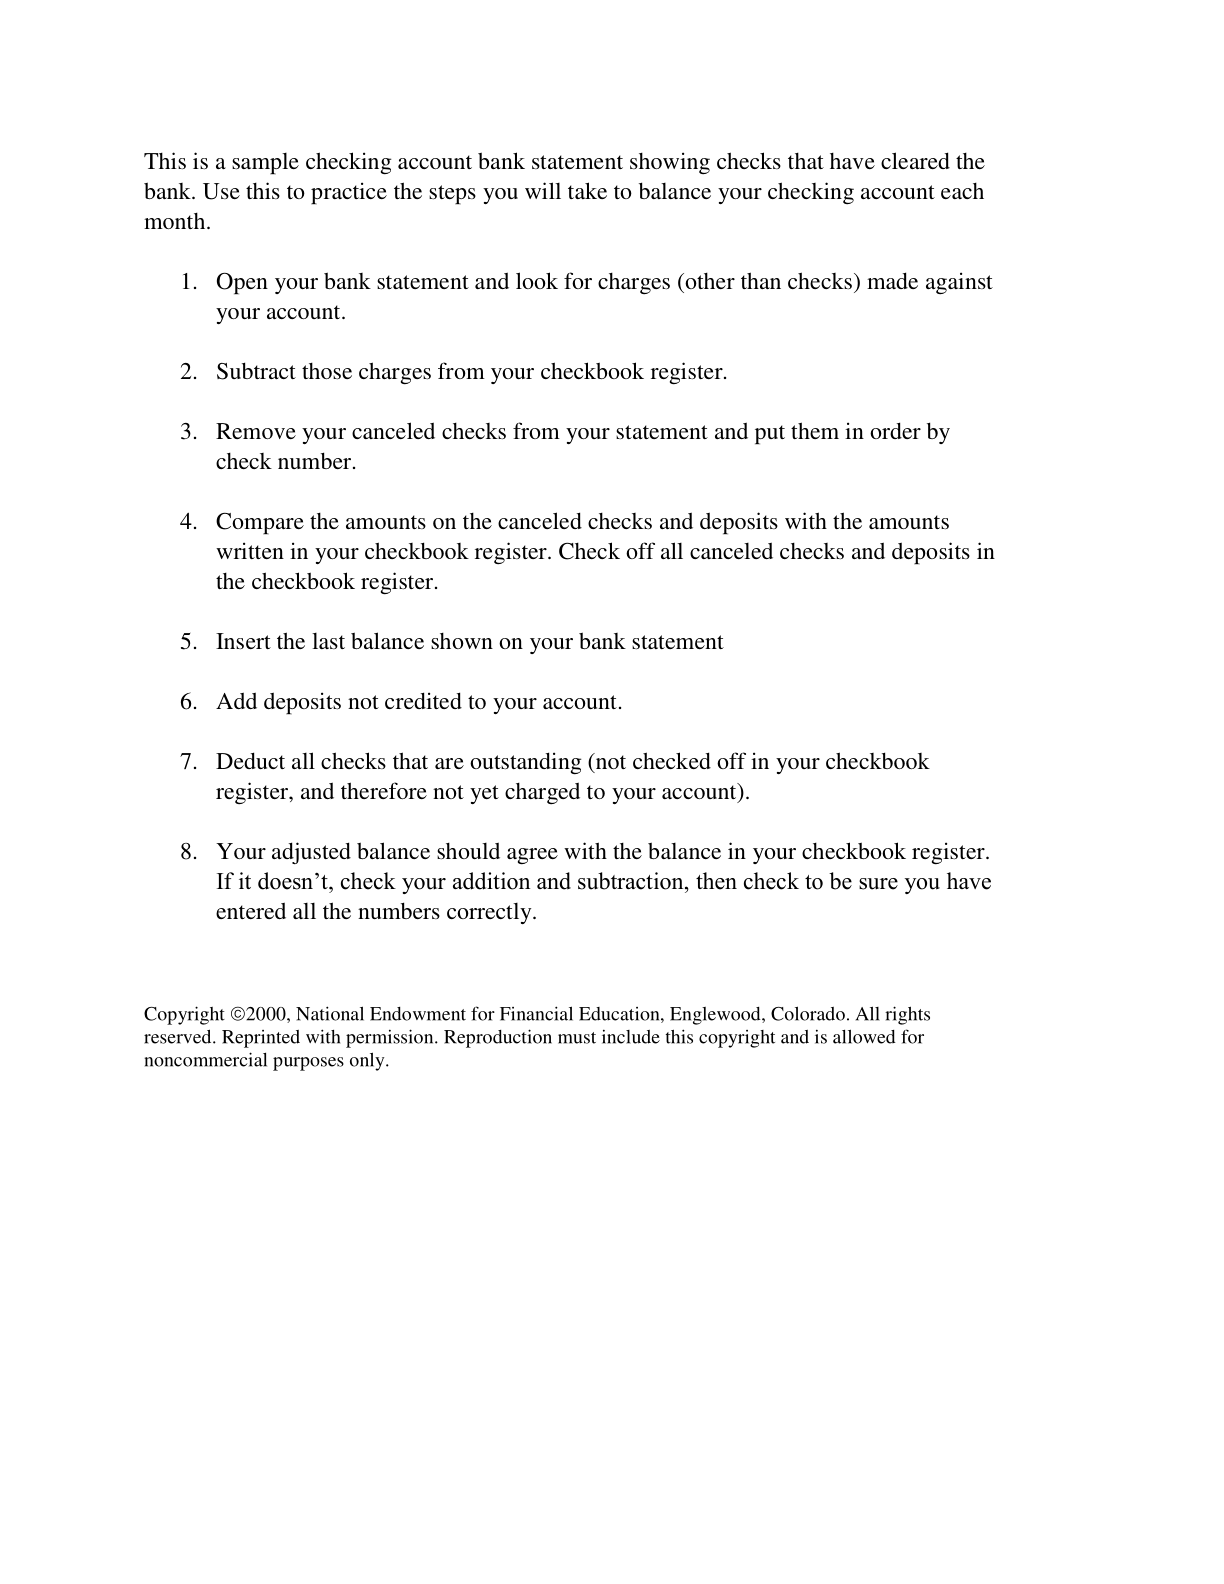 This is a sample checking account bank statement showing checks that have cleared the
bank. Use this to practice the steps you will take to balance your checking account each
month.
1. Open your bank statement and look for charges (other than checks) made against
your account.
2. Subtract those charges from your checkbook register.
3. Remove your canceled checks from your statement and put them in order by
check number.
4. Compare the amounts on the canceled checks and deposits with the amounts
written in your checkbook register. Check off all canceled checks and deposits in
the checkbook register.
5. Insert the last balance shown on your bank statement
6. Add deposits not credited to your account.
7. Deduct all checks that are outstanding (not checked off in your checkbook
register, and therefore not yet charged to your account).
8. Your adjusted balance should agree with the balance in your checkbook register.
If it doesn’t, check your addition and subtraction, then check to be sure you have
entered all the numbers correctly.
Copyright ©2000, National Endowment for Financial Education, Englewood, Colorado. All rights
reserved. Reprinted with permission. Reproduction must include this copyright and is allowed for
noncommercial purposes only.